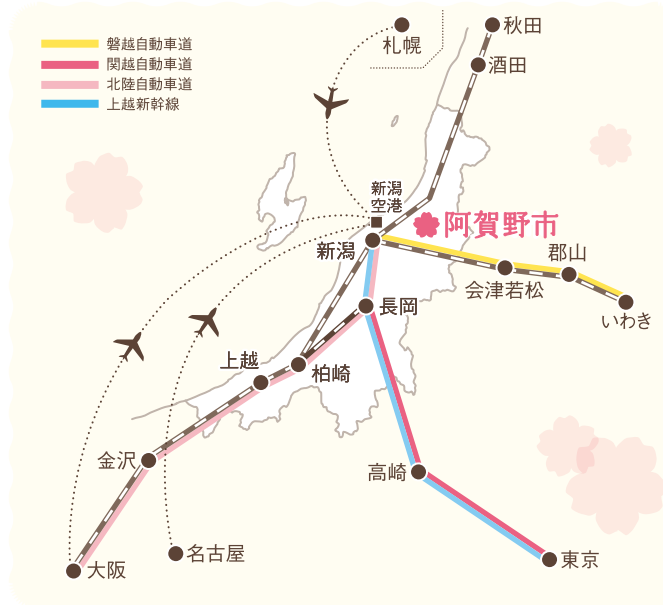 磐越自動車道
関越自動車道
北陸自動車道
上越新幹線
札幌
秋田
酒田
新潟
空港
阿賀野市
新潟
郡山
会津若松
いわき
長岡
上越
柏崎
金沢
高崎
名古屋
大阪
東京